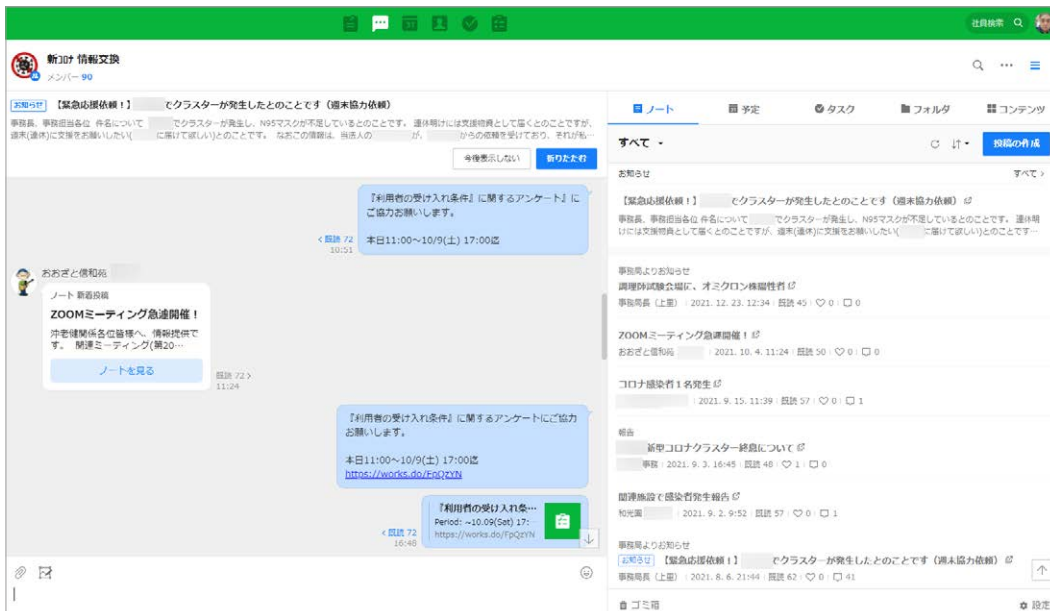 社員検索
新コロナ 情報交換
メンバー 90
お知らせ 【緊急応援依頼！】 でクラスターが発生したとのことです（週末協力依頼）
事務長、事務担当各位 件名について でクラスターが発生し、N95マスクが不足しているとのことです。 連休明けには支援物資として届くとのことですが、
週末(連休)に支援をお願いしたい( に届けて欲しい)とのことです。 なおこの情報は、当法人の が、 からの依頼を受けており、それが私…
今後表示しない 折りたたむ
『利用者の受け入れ条件』に関するアンケート』に
ご協力お願いします。
本日11:00～10/9(土) 17:00迄
既読 72
10:51
おおざと信和苑
ノート 新着投稿
ZOOMミーティング急遽開催！
沖老健関係各位皆様へ、情報提供で
す。 関連ミーティング(第20…
ノートを見る
既読 72
11:24
『利用者の受け入れ条件』に関するアンケートにご協力
お願いします。
本日11:00～10/9(土) 17:00迄
https://works.do/FpQzYN
『利用者の受け入れ条…
Period: ~10.09(Sat) 17:
https://works.do/FpQzYN
既読 72
16:48
ノート 予定 タスク フォルダ コンテンツ
すべて 投稿の作成
お知らせ すべて
【緊急応援依頼！】 でクラスターが発生したとのことです（週末協力依頼）
事務長、事務担当各位 件名について でクラスターが発生し、N95マスクが不足しているとのことです。 連休明
けには支援物資として届くとのことですが、週末(連休)に支援をお願いしたい( に届けて欲しい)とのことです…
事務局よりお知らせ
調理師試験会場に、オミクロン株陽性者
事務局長（上里） 2021. 12. 23. 12:34 既読 45 0 0
ZOOMミーティング急遽開催！
おおざと信和苑 2021. 10. 4. 11:24 既読 50 0 0
コロナ感染者１名発生
2021. 9. 15. 11:39 既読 57 0 1
報告
新型コロナクラスター終息について
事務 2021. 9. 3. 16:45 既読 48 1 0
関連施設で感染者発生報告
和光園 2021. 9. 2. 9:52 既読 57 0 1
事務局よりお知らせ
お知らせ 【緊急応援依頼！】 でクラスターが発生したとのことです（週末協力依頼）
事務局長（上里） 2021. 8. 6. 21:44 既読 62 0 41
ゴミ箱 設定